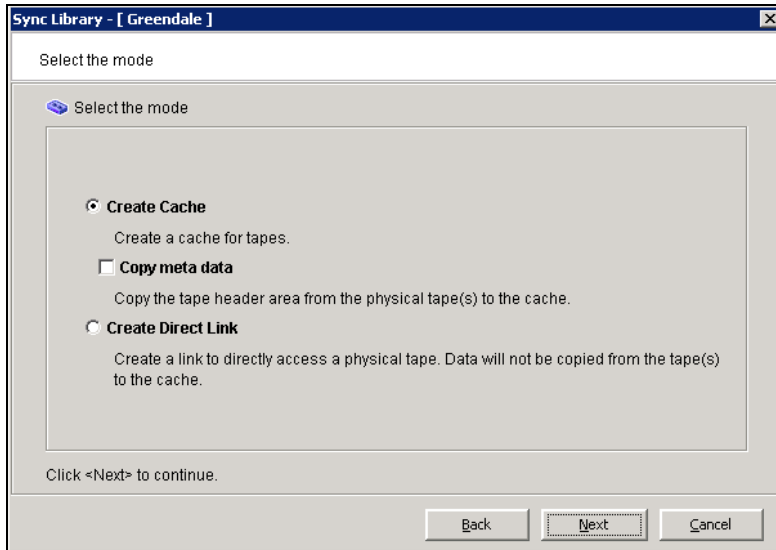 Sync Library - [ Greendale ]
Select the mode
Select the mode
Create Cache
Create a cache for tapes.
Copy meta data
Copy the tape header area from the physical tape(s) to the cache.
Create Direct Link
Create a link to directly access a physical tape. Data will not be copied from the tape(s)
to the cache.
Click <Next> to continue.
Back Next Cancel